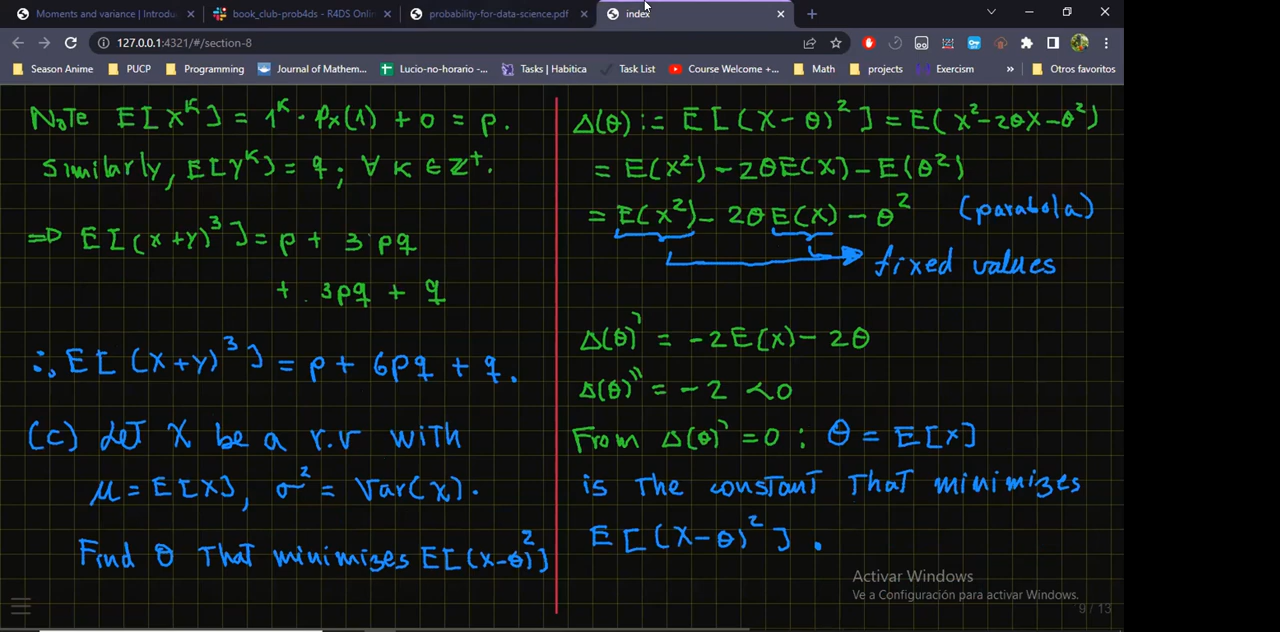 Moments and variance | Introdu
book_club-prob4ds - R4DS Onlin
probability-for-data-science.pdf
index
127.0.0.1:4321/#/section-8
Season Anime
PUCP
Programming
Journal of Mathem...
Lucio-no-horario -...
Tasks | Habitica
Task List
Course Welcome +...
Math
projects
Exercism
»
Otros favoritos
Note E[X^K] = 1^K · Px(1) + 0 = p.
Similarly, E[Y^K] = q; ∀ K ∈ Z^+.
=> E[(x+y)^3] = p + 3 pq
+ 3pq + q
∴ E[(X+Y)^3] = p + 6pq + q.
(c) Let X be a r.v with
μ = E[X], σ^2 = Var(X).
Find θ that minimizes E[(X-θ)^2]
Δ(θ) := E[(X-θ)^2] = E(X^2-2θX-θ^2)
= E(X^2) - 2θE(X) - E(θ^2)
= E(X^2) - 2θ E(X) - θ^2 (parabola)
fixed values
Δ(θ)' = -2E[X] - 2θ
Δ(θ)'' = -2 <0
From Δ(θ)' = 0 : θ = E[X]
is the constant that minimizes
E[(X-θ)^2].
Activar Windows
Ve a Configuración para activar Windows.
9 / 13